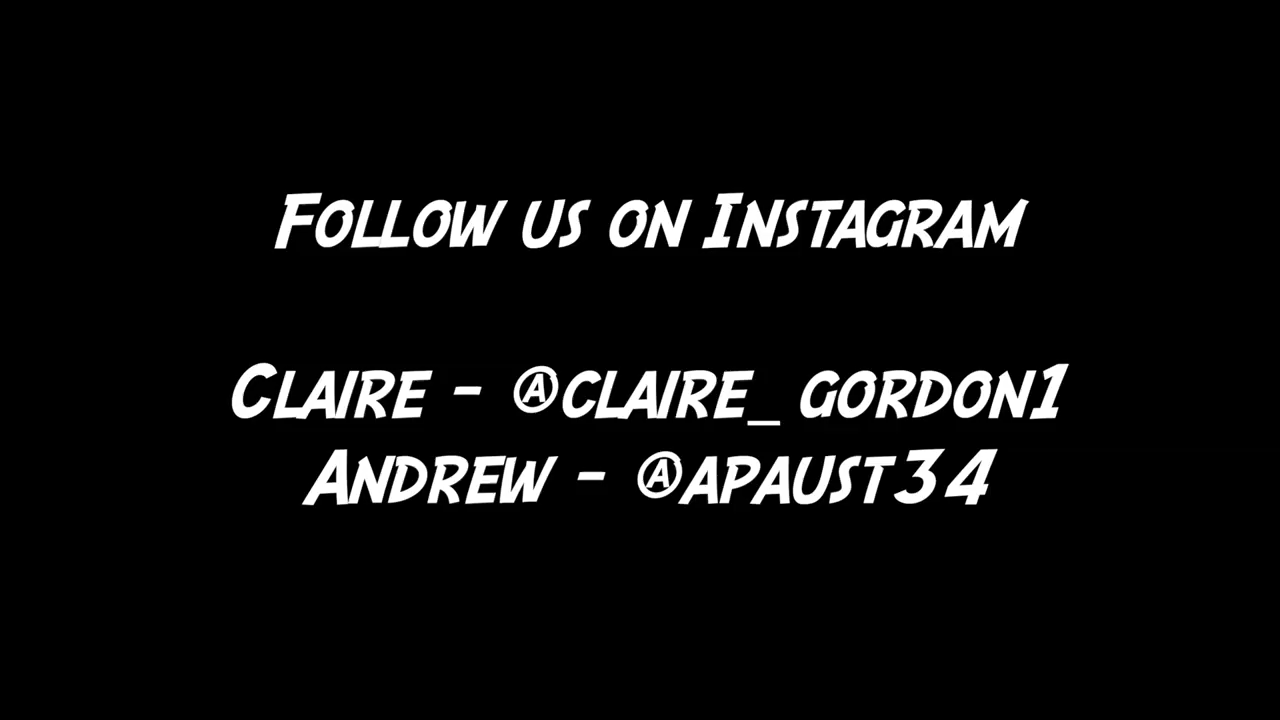 Follow us on Instagram
Claire - @claire_gordon1
Andrew - @apaust34